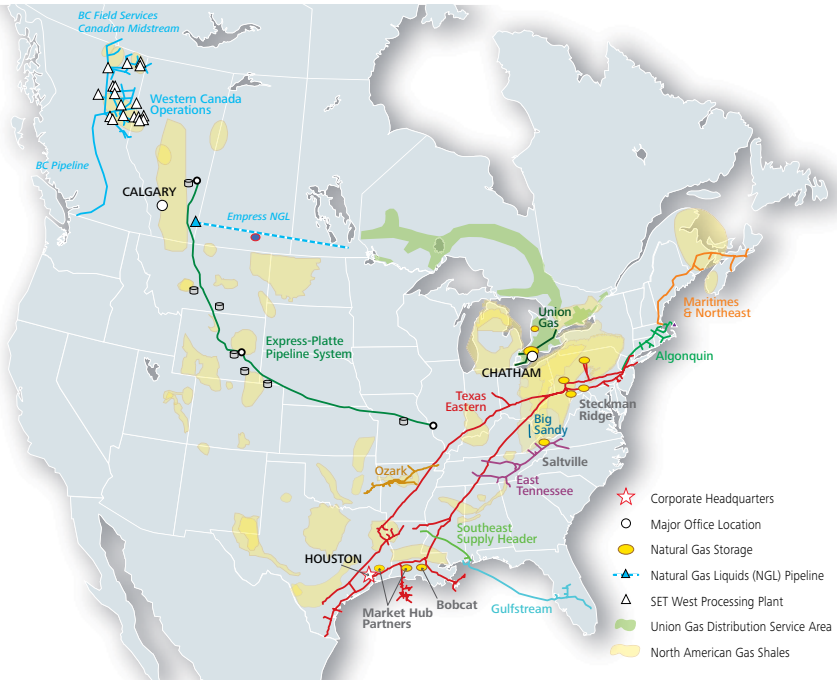 BC Field Services
Canadian Midstream
Western Canada
Operations
BC Pipeline
CALGARY
Empress NGL
Union
Gas
Maritimes
& Northeast
Express-Platte
Pipeline System
Algonquin
CHATHAM
Texas
Eastern
Steckman
Ridge
Big
Sandy
Saltville
Ozark
East
Tennessee
Corporate Headquarters
Major Office Location
Southeast
Supply Header
HOUSTON
Natural Gas Storage
Natural Gas Liquids (NGL) Pipeline
SET West Processing Plant
Bobcat
Gulfstream
Market Hub
Partners
Union Gas Distribution Service Area
North American Gas Shales